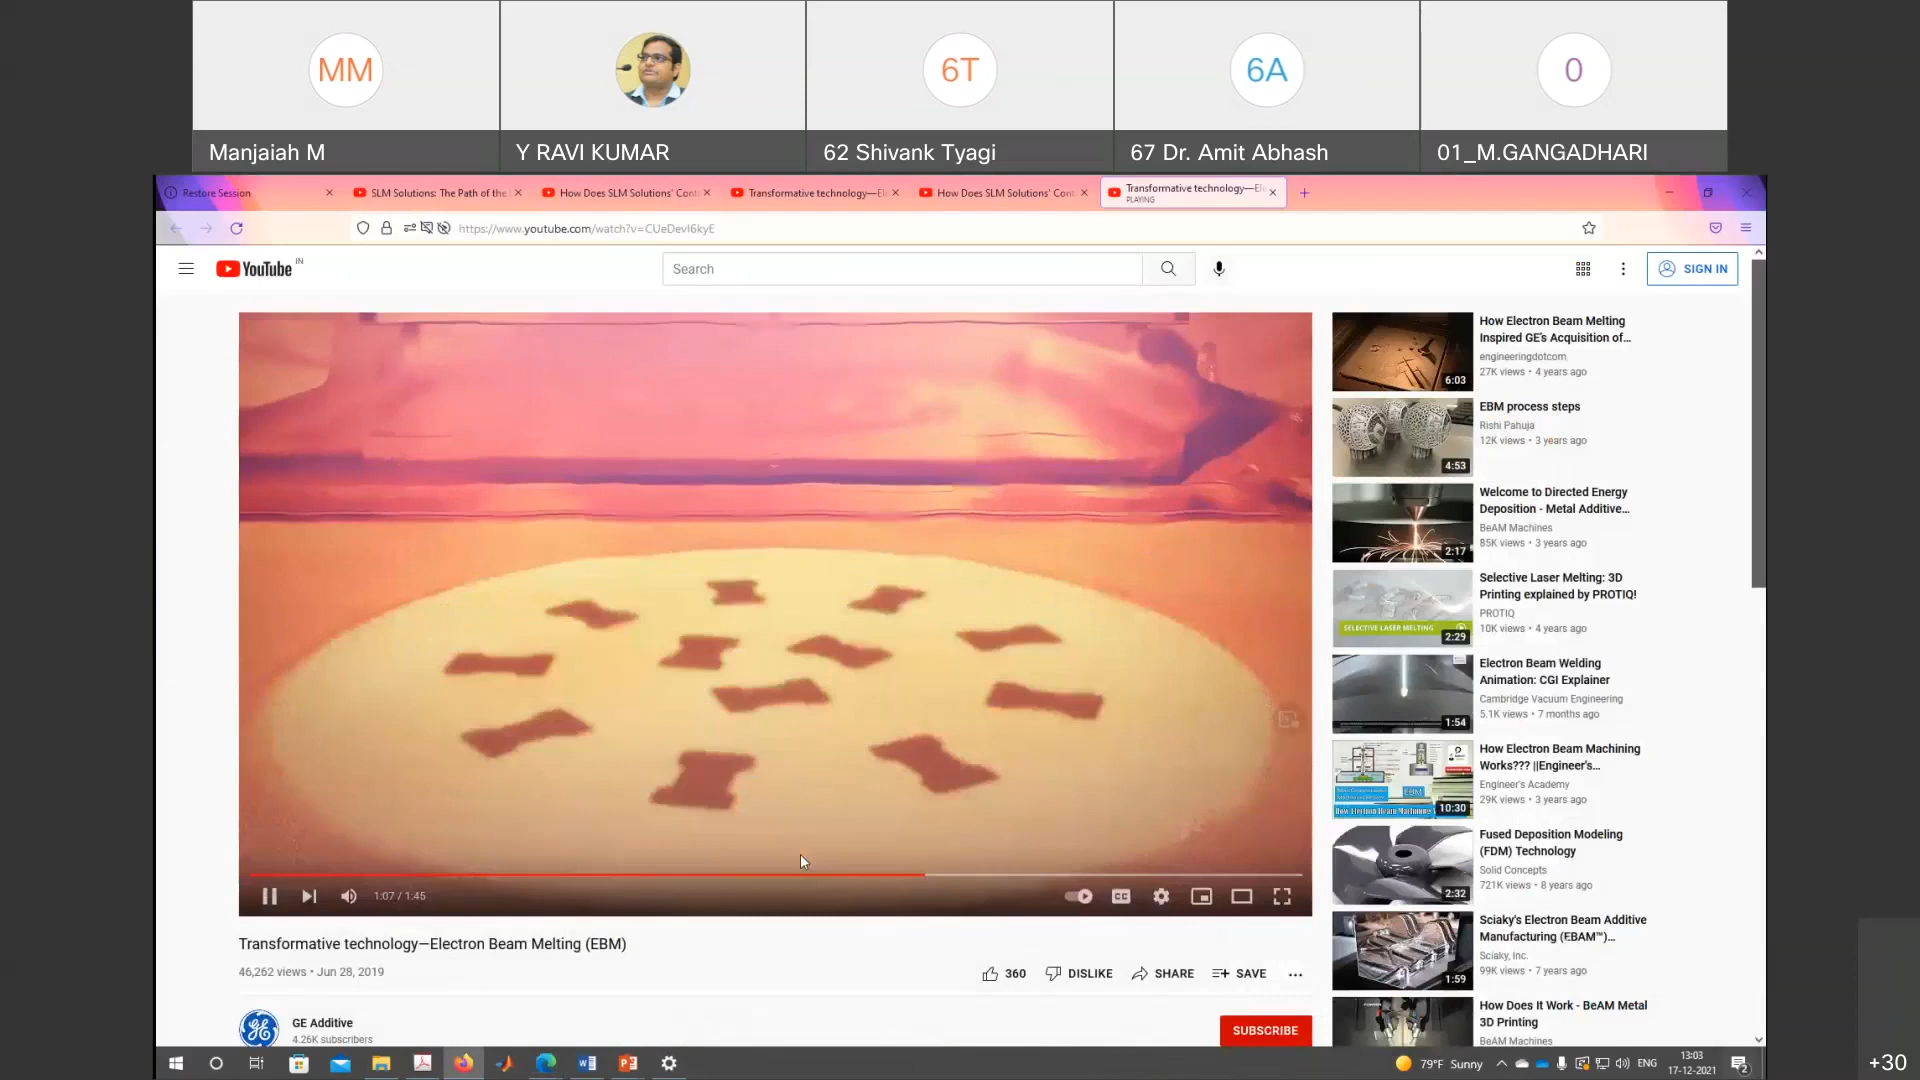 MM
6T
6A
0
Manjaiah M
Y RAVI KUMAR
62 Shivank Tyagi
67 Dr. Amit Abhash
01_M.GANGADHARI
Restore Session
SLM Solutions: The Path of the
How Does SLM Solutions' Cont
Transformative technology—Ele
How Does SLM Solutions' Cont
Transformative technology—Ele
PLAYING
https://www.youtube.com/watch?v=CUeDevI6kyE
YouTube IN
Search
SIGN IN
How Electron Beam Melting
Inspired GE's Acquisition of...
engineeringdotcom
27K views • 4 years ago
6:03
EBM process steps
Rishi Pahuja
12K views • 3 years ago
4:53
Welcome to Directed Energy
Deposition - Metal Additive...
BeAM Machines
85K views • 3 years ago
2:17
Selective Laser Melting: 3D
Printing explained by PROTIQ!
PROTIQ
10K views • 4 years ago
SELECTIVE LASER MELTING
2:29
Electron Beam Welding
Animation: CGI Explainer
Cambridge Vacuum Engineering
5.1K views • 7 months ago
1:54
How Electron Beam Machining
Works??? ||Engineer's...
Engineer's Academy
29K views • 3 years ago
EBM
10:30
How Electron Beam Machining
Fused Deposition Modeling
(FDM) Technology
Solid Concepts
721K views • 8 years ago
2:32
Sciaky's Electron Beam Additive
Manufacturing (EBAM™)...
Sciaky, Inc.
99K views • 7 years ago
1:59
How Does It Work - BeAM Metal
3D Printing
BeAM Machines
1:07 / 1:45
CC
Transformative technology—Electron Beam Melting (EBM)
46,262 views • Jun 28, 2019
360
DISLIKE
SHARE
SAVE
GE Additive
4.26K subscribers
SUBSCRIBE
79°F Sunny
ENG
13:03
17-12-2021
2
+30